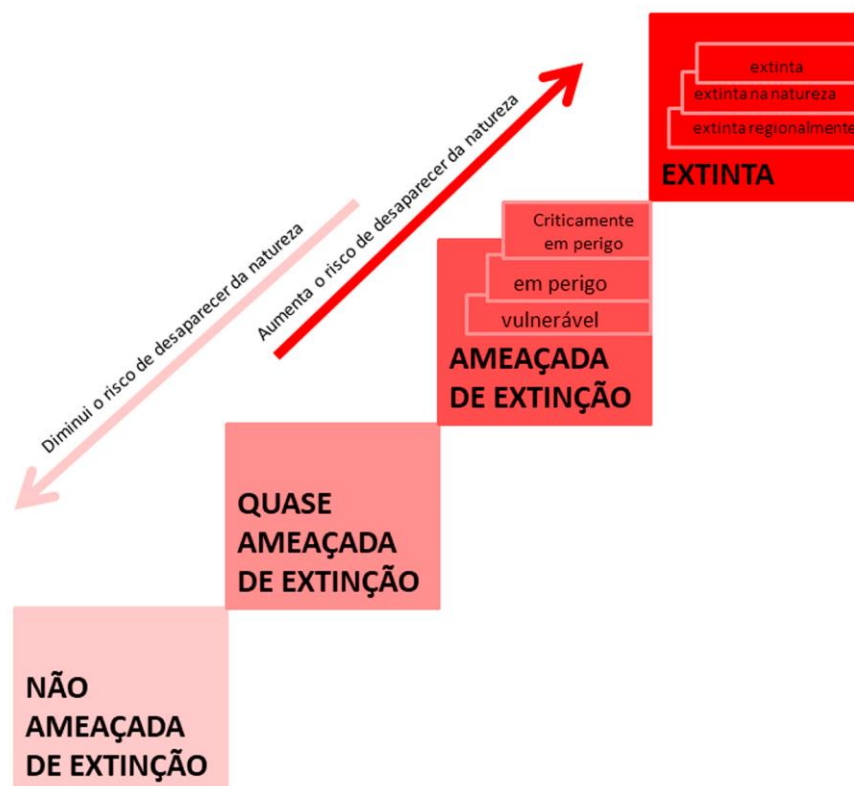 extinta
extinta na natureza
extinta regionalmente
EXTINTA
Aumenta o risco de desaparecer da natureza
Diminui o risco de desaparecer da natureza
Criticamente
em perigo
em perigo
vulnerável
AMEAÇADA
DE EXTINÇÃO
QUASE
AMEAÇADA
DE EXTINÇÃO
NÃO
AMEAÇADA
DE EXTINÇÃO